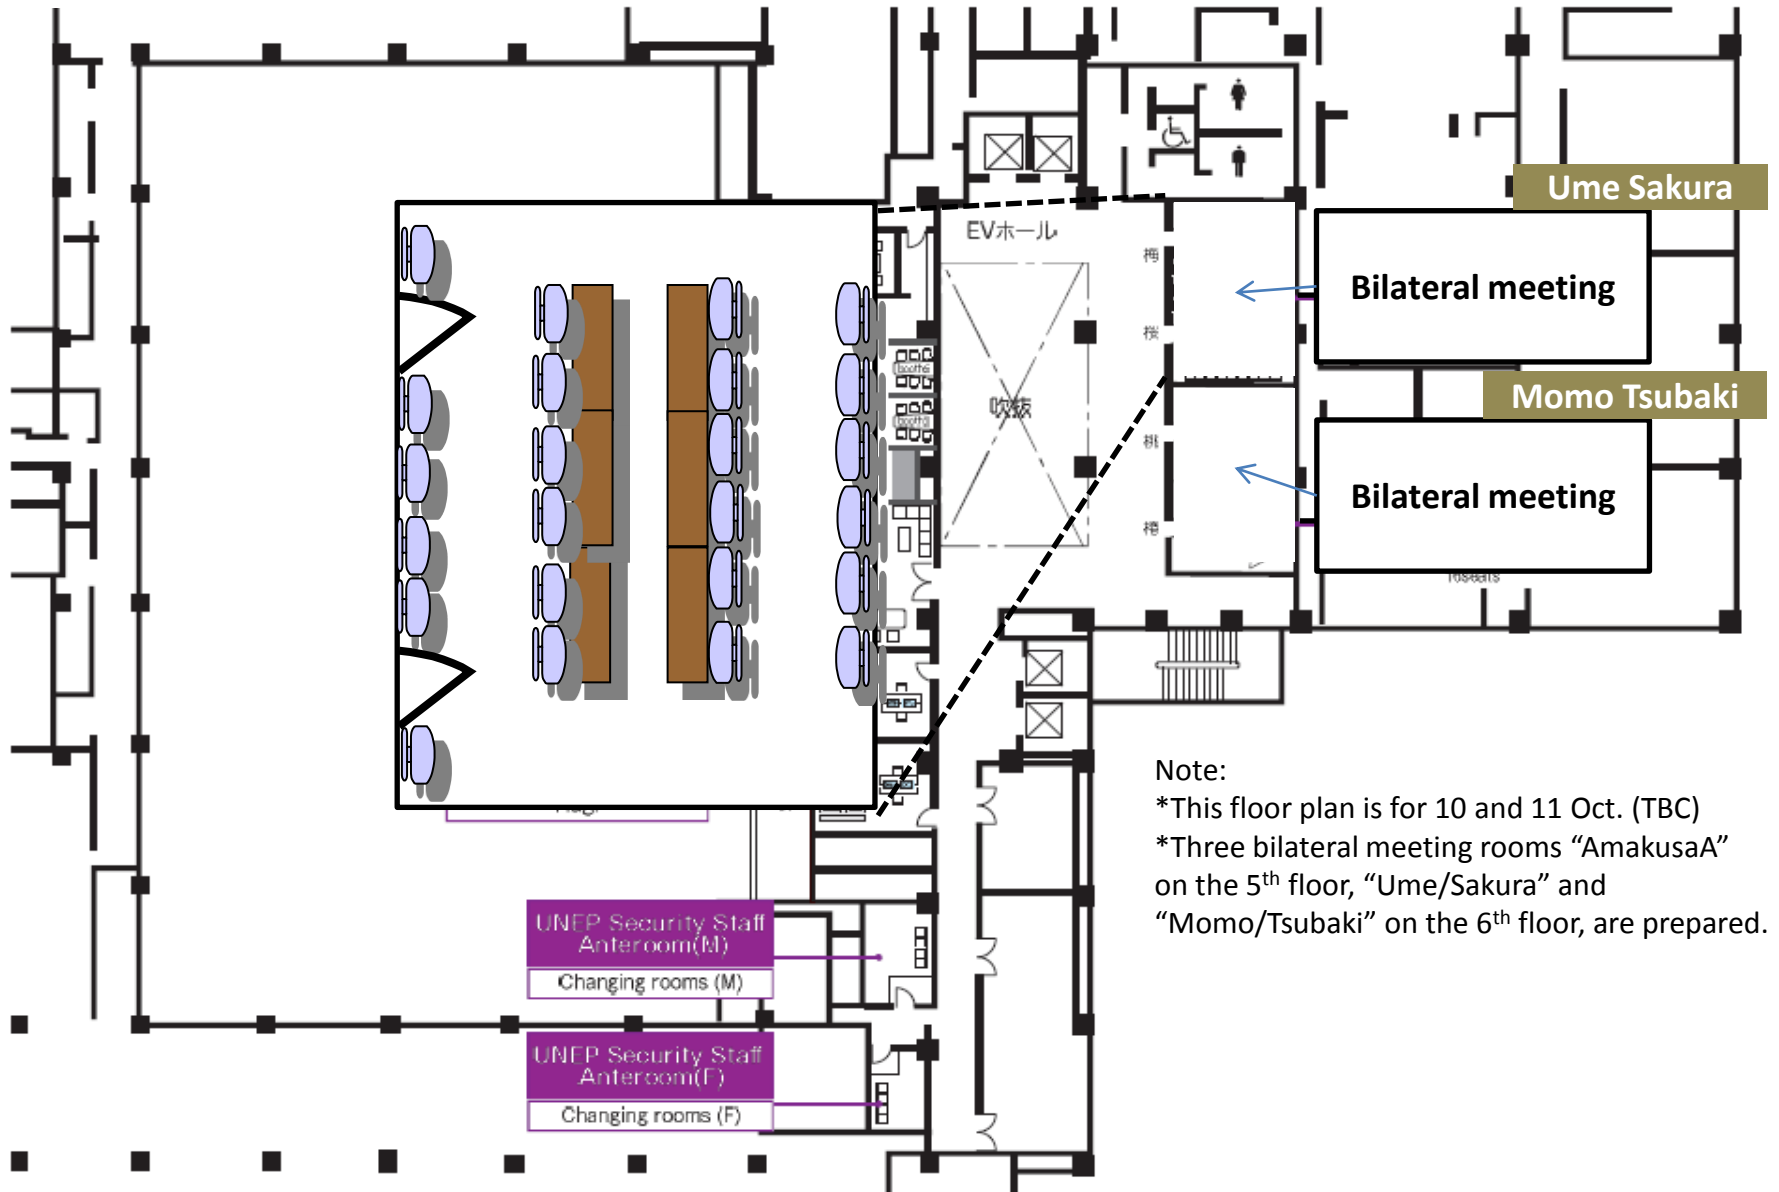 Ume Sakura
EVホール
梅
Bilateral meeting
桜
booth
Momo Tsubaki
吹抜
booth
桃
Bilateral meeting
椿
Note:
*This floor plan is for 10 and 11 Oct. (TBC)
*Three bilateral meeting rooms “AmakusaA”
on the 5th floor, “Ume/Sakura” and
“Momo/Tsubaki” on the 6th floor, are prepared.
UNEP Security Staff
Anteroom(M)
Changing rooms (M)
UNEP Security Staff
Anteroom(F)
Changing rooms (F)